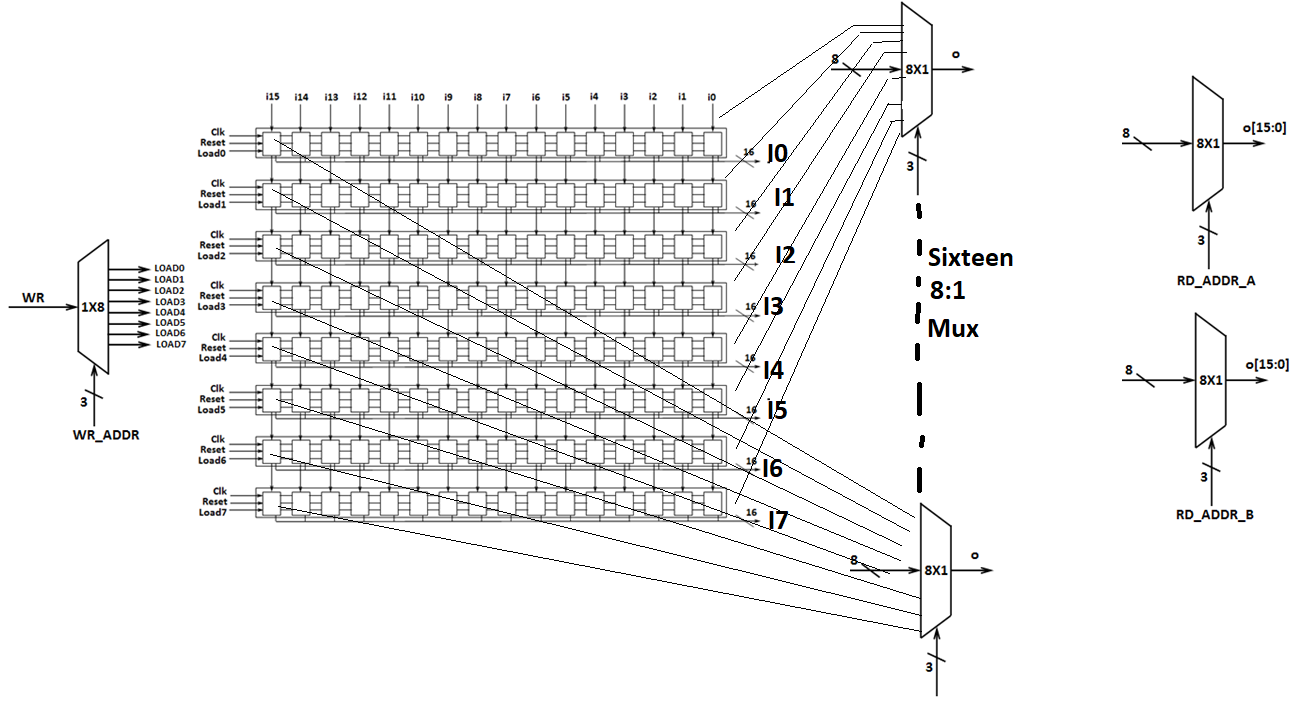 WR
1X8
LOAD0
LOAD1
LOAD2
LOAD3
LOAD4
LOAD5
LOAD6
LOAD7
3
WR_ADDR
i15 i14 i13 i12 i11 i10 i9 i8 i7 i6 i5 i4 i3 i2 i1 i0
Clk
Reset
Load0
16
I0
Clk
Reset
Load1
16
I1
Clk
Reset
Load2
16
I2
Clk
Reset
Load3
16
I3
Clk
Reset
Load4
16
I4
Clk
Reset
Load5
16
i5
Clk
Reset
Load6
16
I6
Clk
Reset
Load7
16
I7
8
8X1
o
3
Sixteen
8:1
Mux
8
8X1
o
3
8
8X1
o[15:0]
3
RD_ADDR_A
8
8X1
o[15:0]
3
RD_ADDR_B